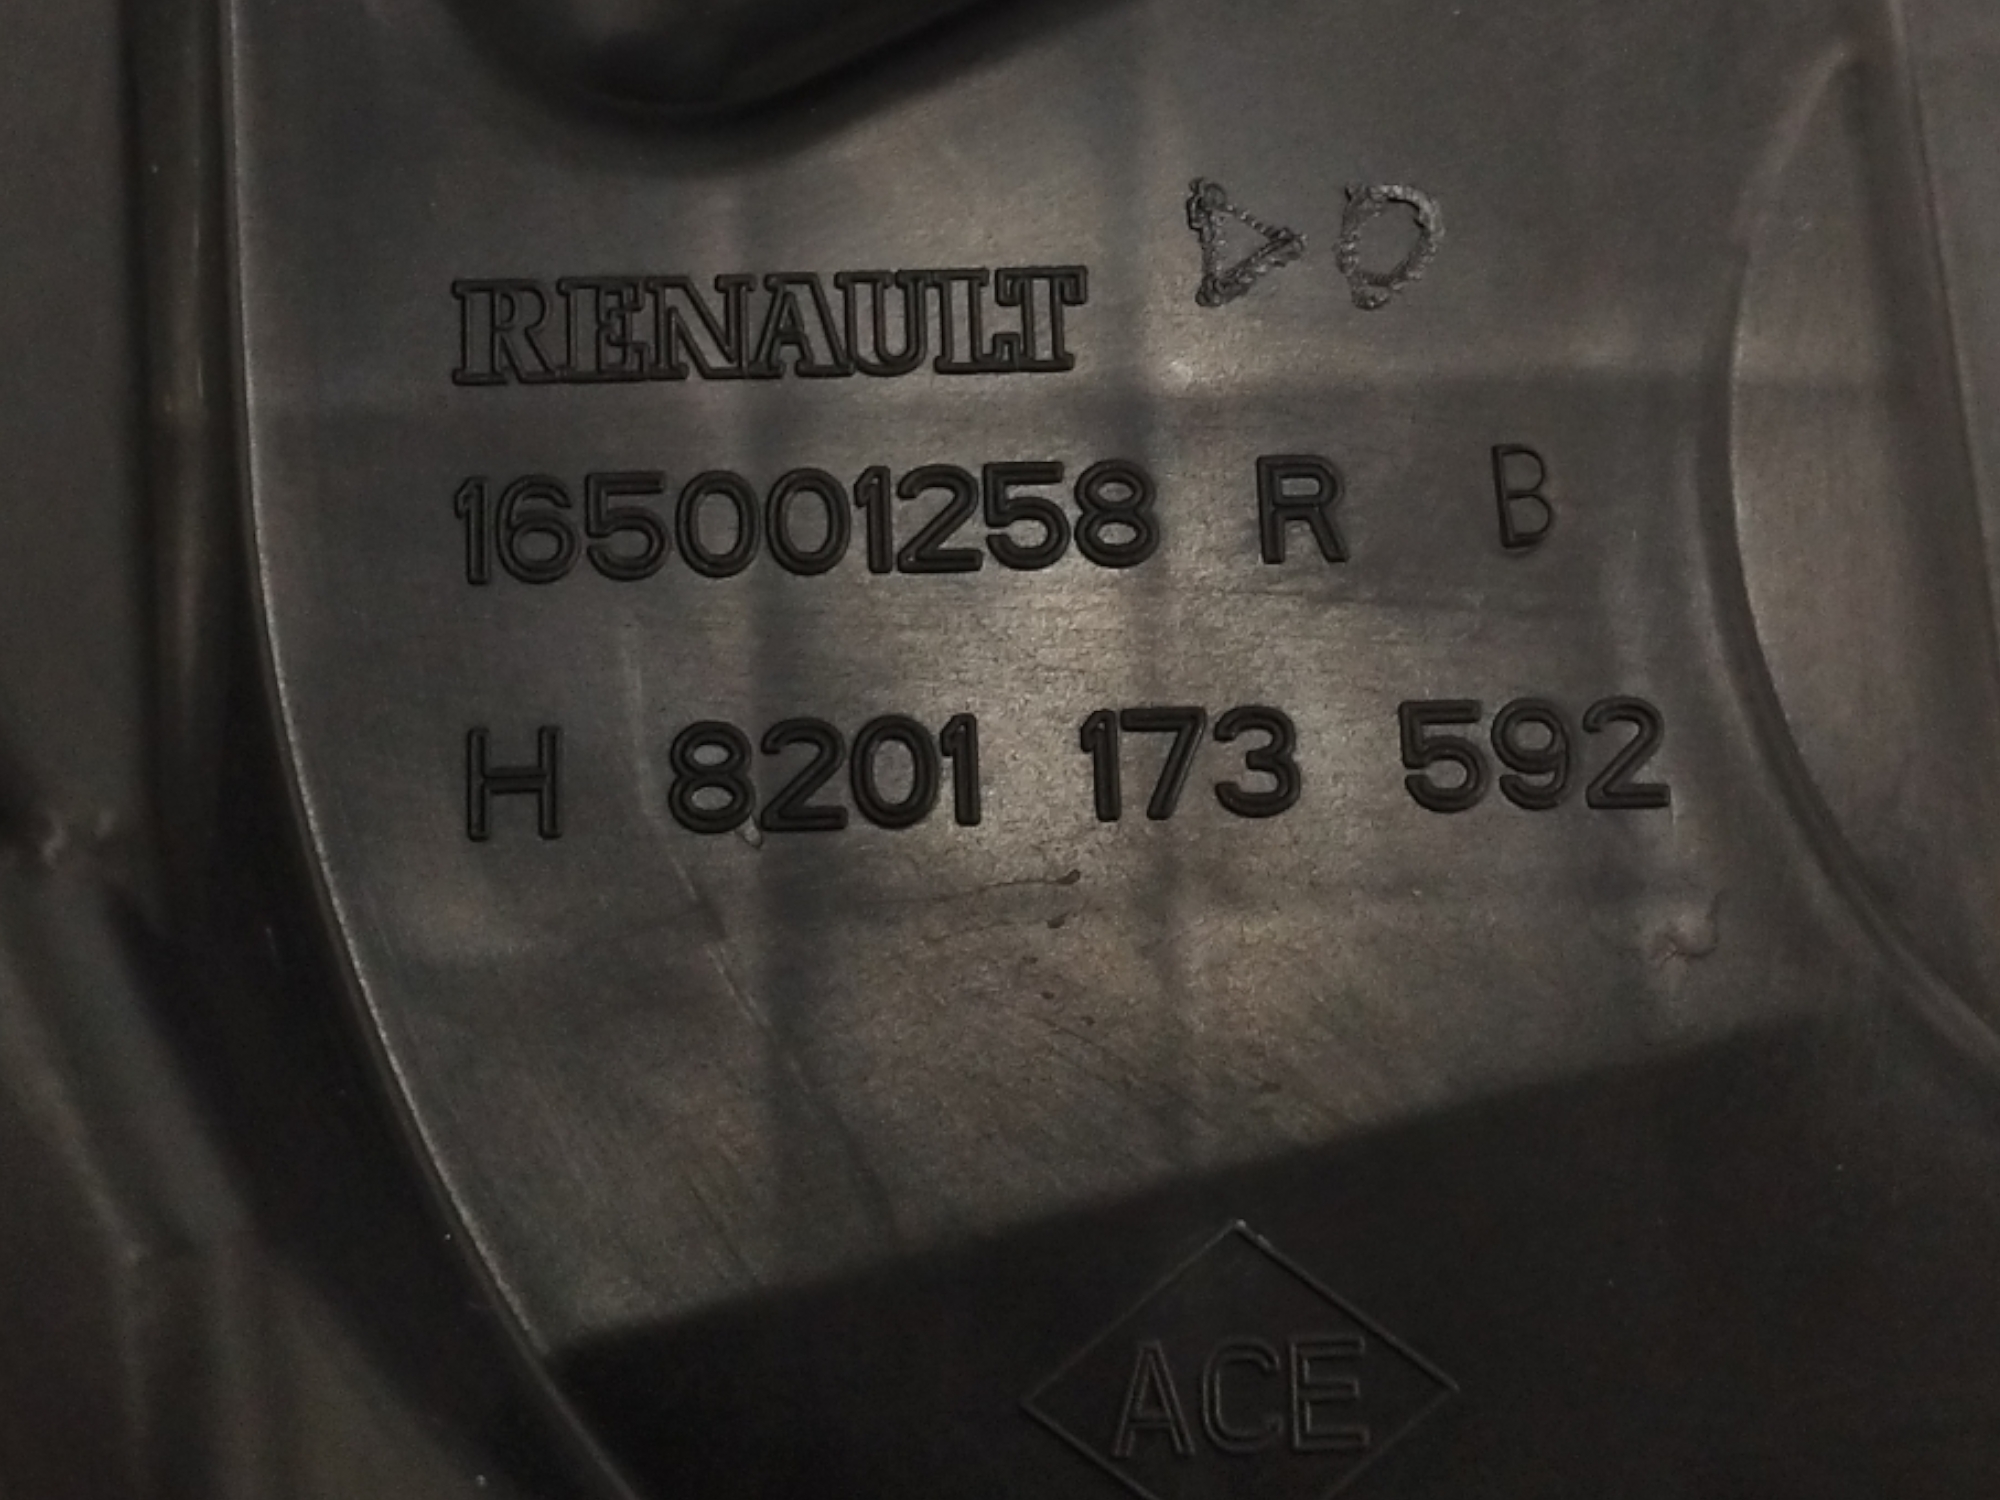 RENAULT
165001258 R B
H 8201 173 592
ACE